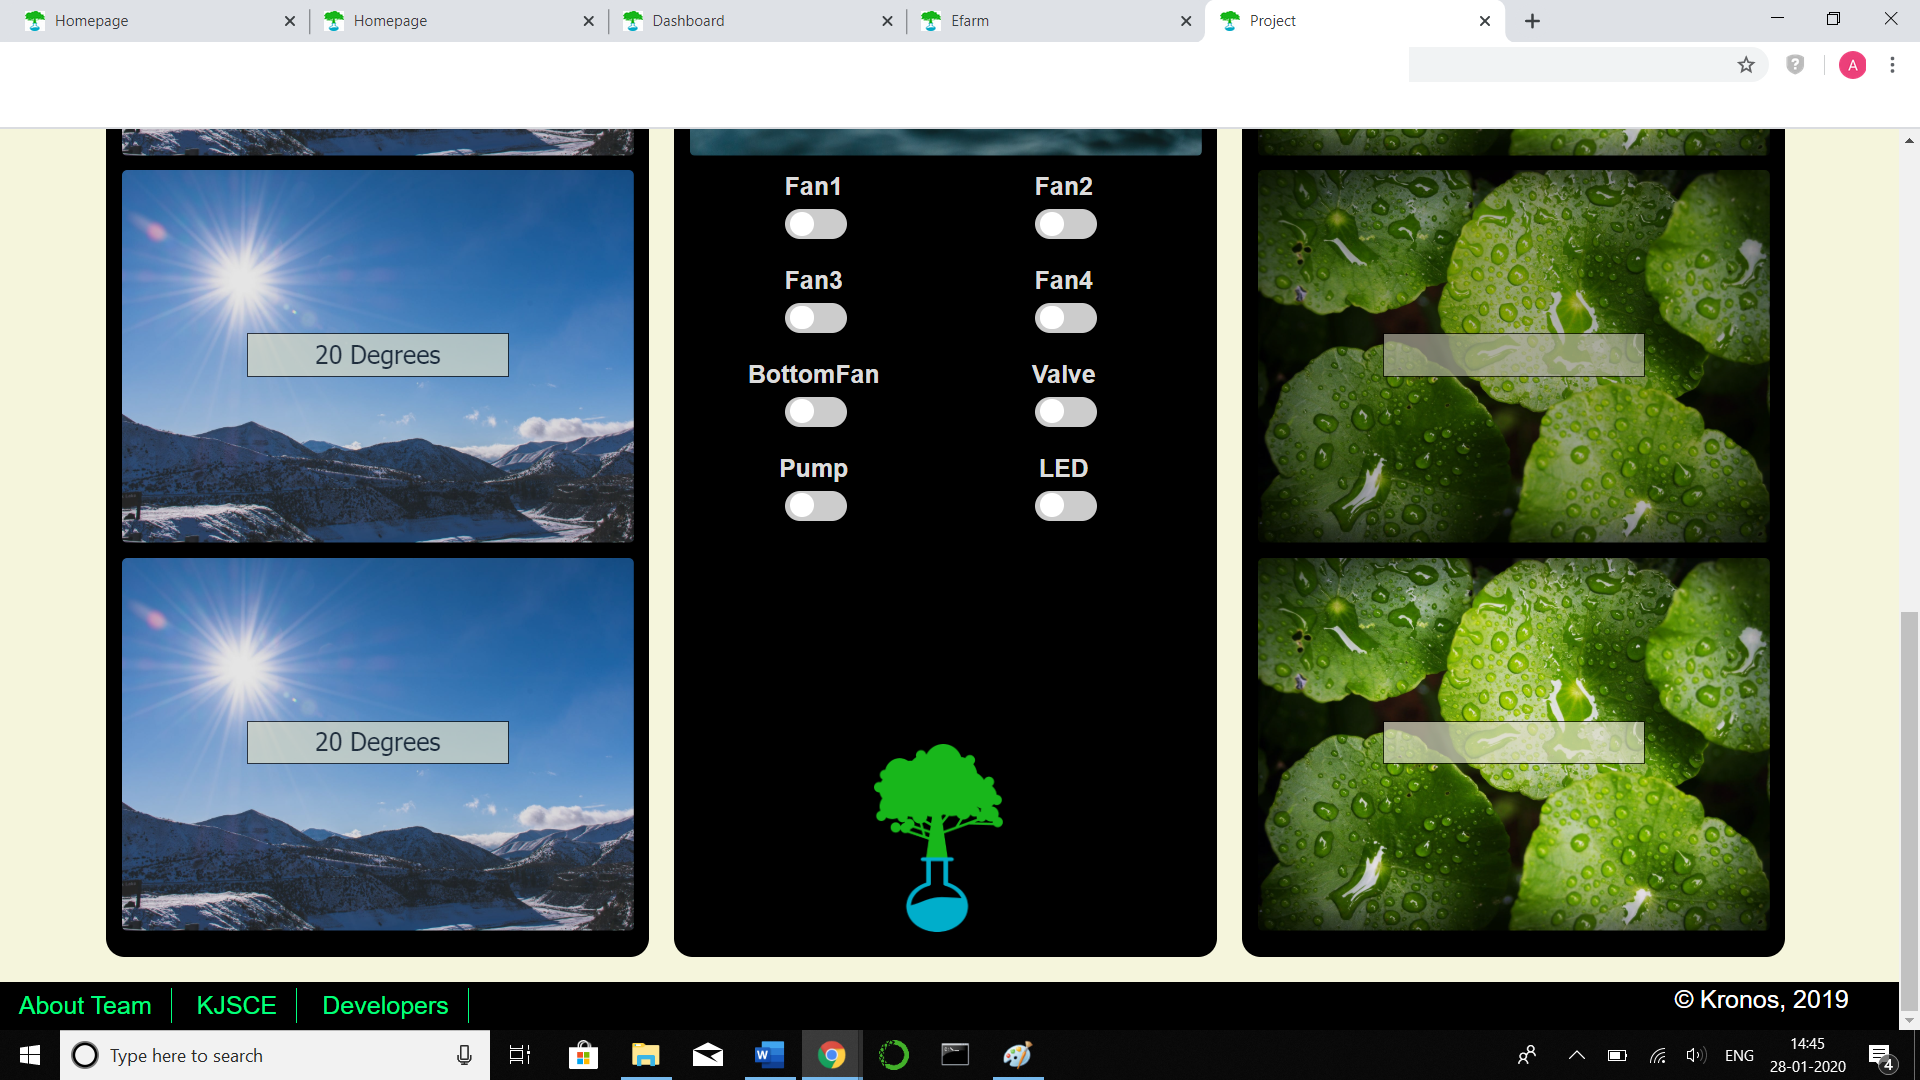 Homepage
Homepage
Dashboard
Efarm
Project
A
Fan1
Fan2
Fan3
Fan4
20 Degrees
BottomFan
Valve
Pump
LED
20 Degrees
About Team
KJSCE
Developers
© Kronos, 2019
Type here to search
ENG
14:45
28-01-2020
4